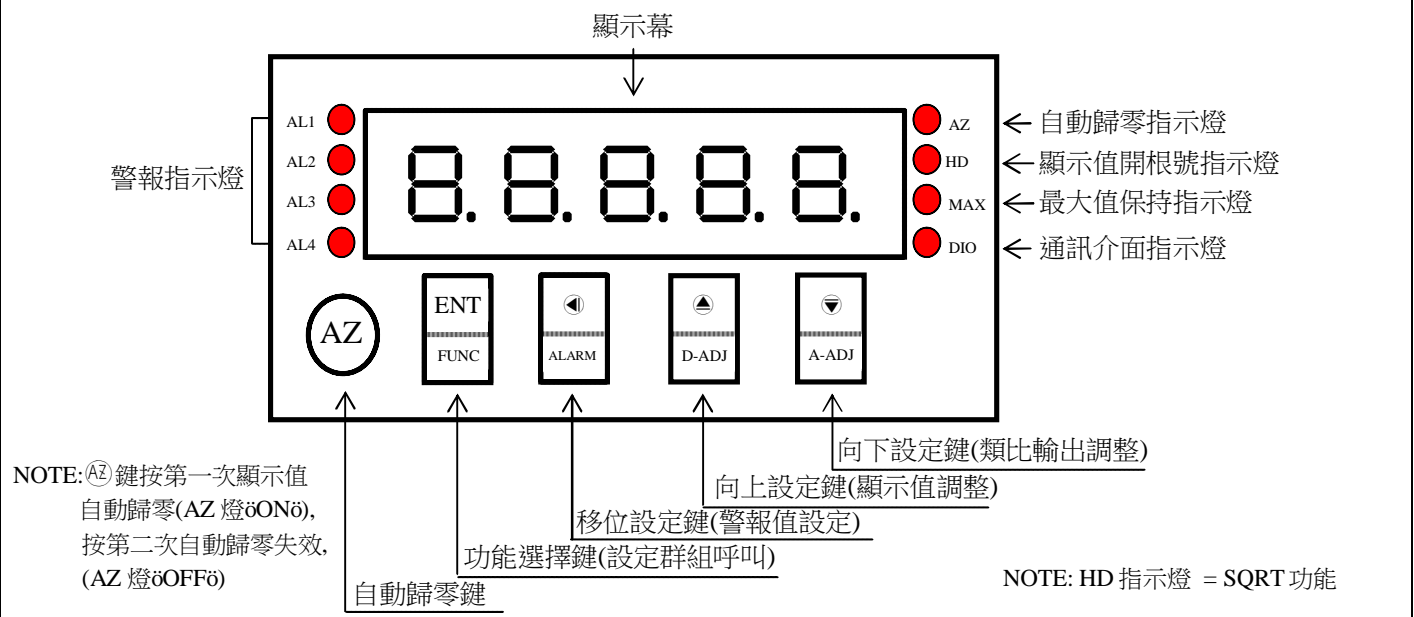 顯示幕
AL1
AL2
AL3
AL4
警報指示燈
8.8.8.8.8.
AZ
HD
MAX
DIO
自動歸零指示燈
顯示值開根號指示燈
最大值保持指示燈
通訊介面指示燈
AZ
ENT
FUNC
ALARM
D-ADJ
A-ADJ
向下設定鍵(類比輸出調整)
向上設定鍵(顯示值調整)
移位設定鍵(警報值設定)
功能選擇鍵(設定群組呼叫)
自動歸零鍵
NOTE:AZ鍵按第一次顯示值
自動歸零(AZ 燈öONö),
按第二次自動歸零失效,
(AZ 燈öOFFö)
NOTE: HD 指示燈 = SQRT 功能